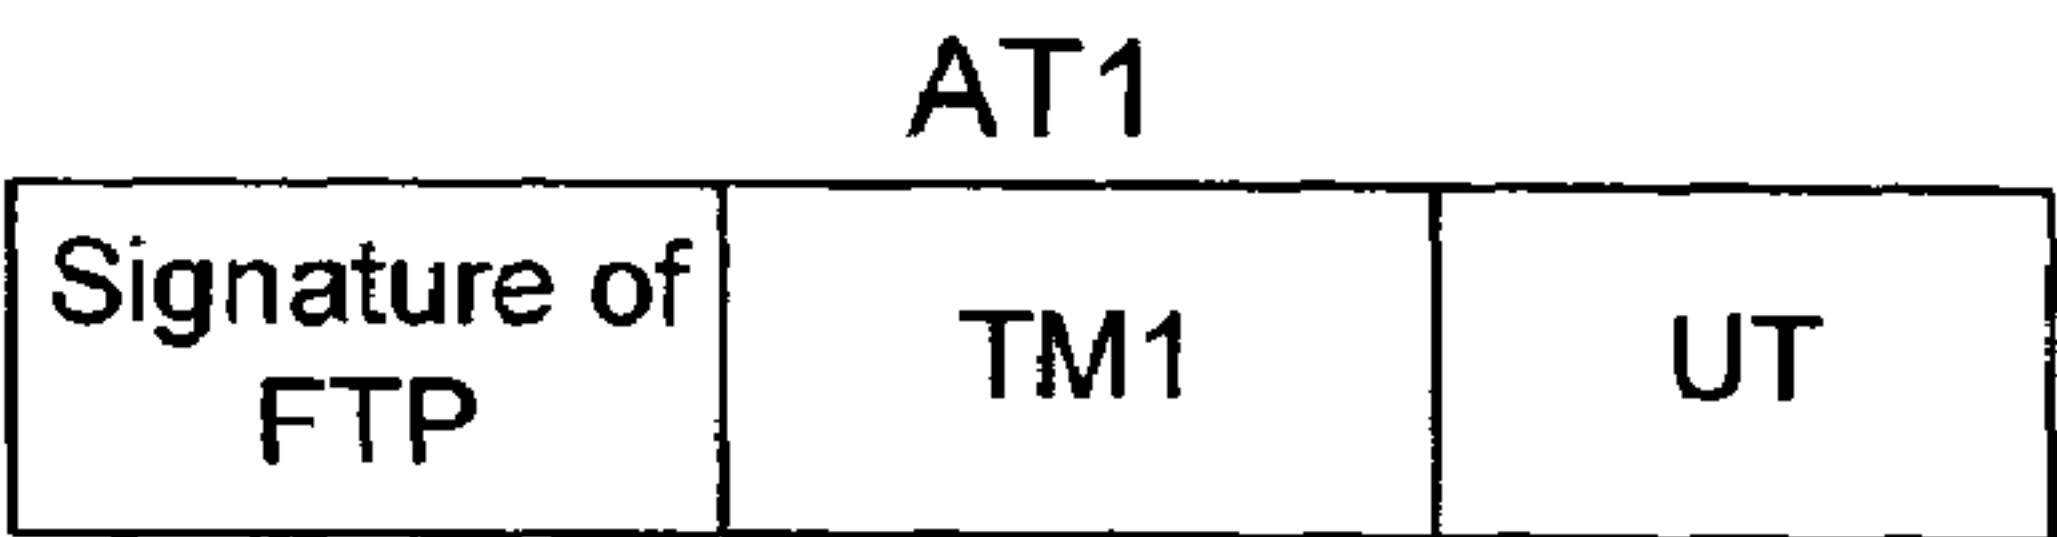 AT1
Signature of
FTP
TM1
UT